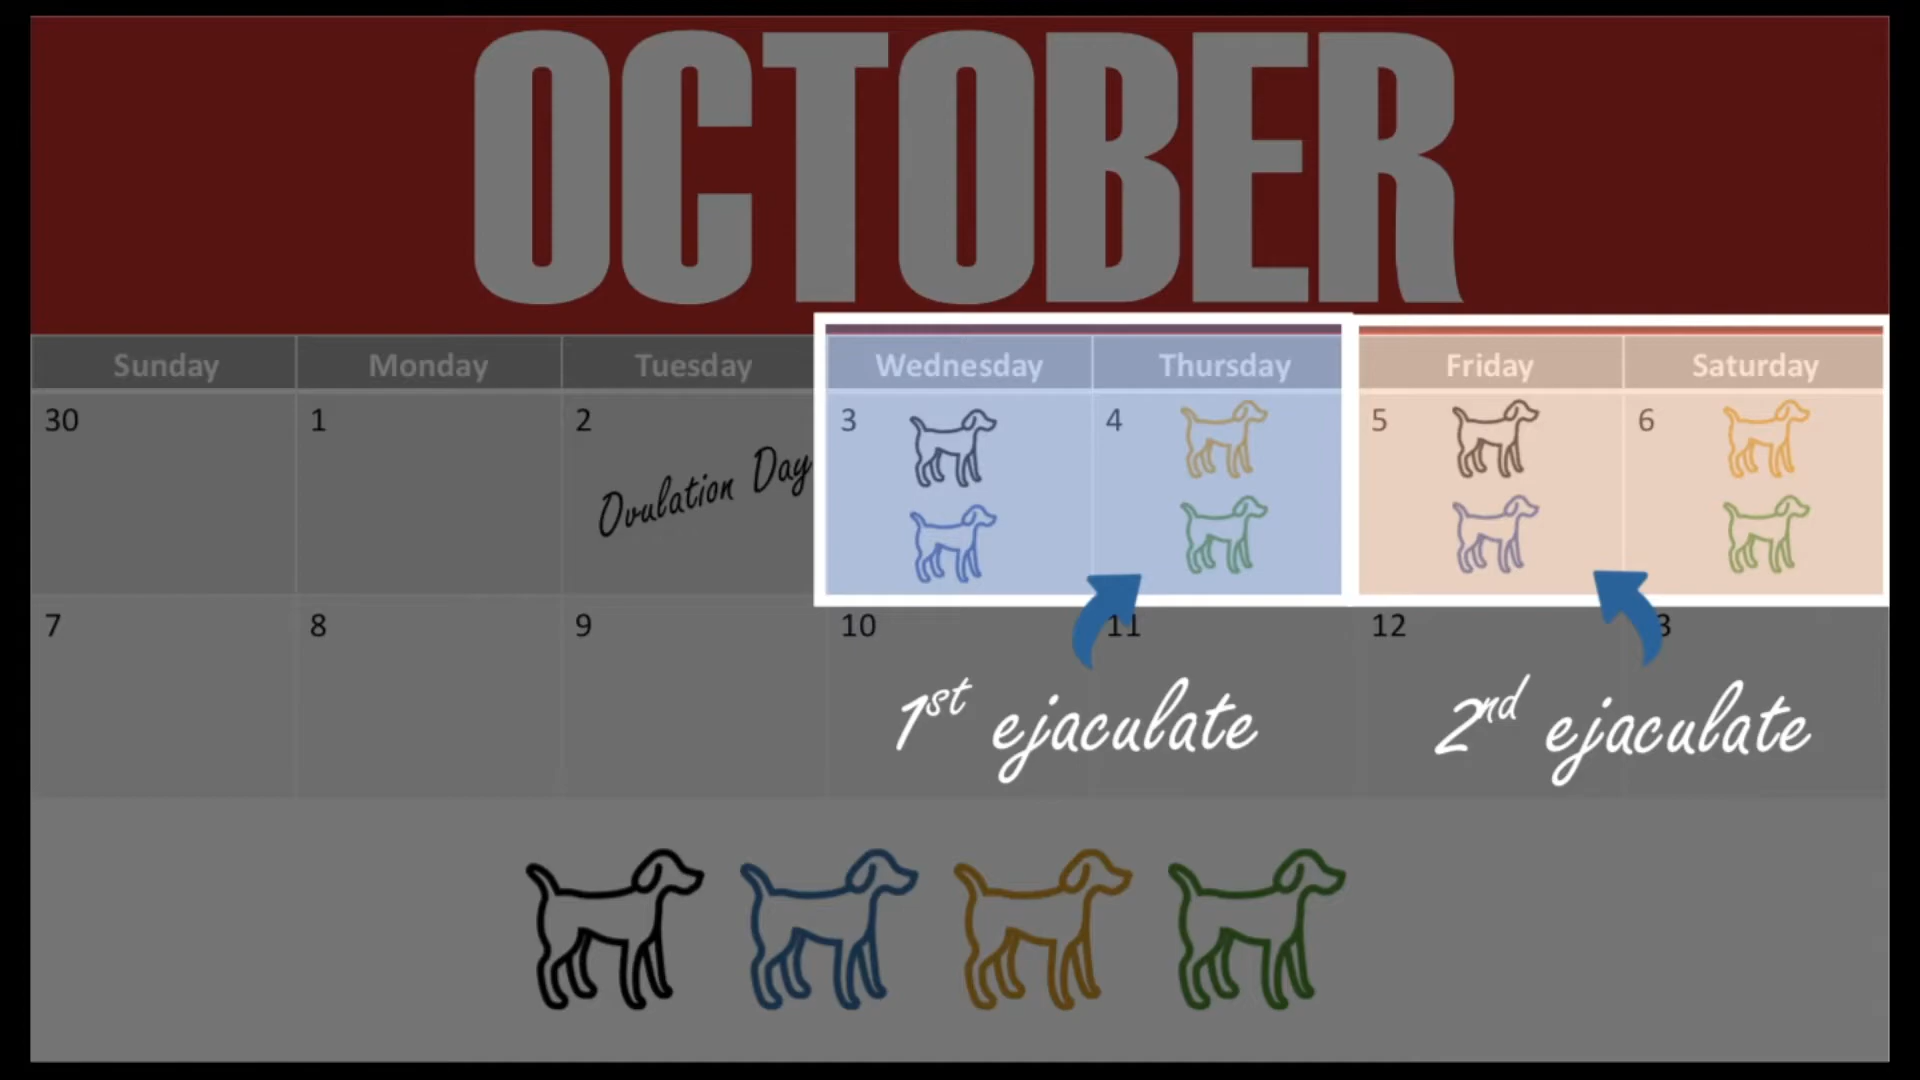 OCTOBER
Sunday Monday Tuesday Wednesday Thursday Friday Saturday
30 1 2 3 4 5 6
Ovulation Day
7 8 9 10 11 12 3
1st ejaculate 2nd ejaculate